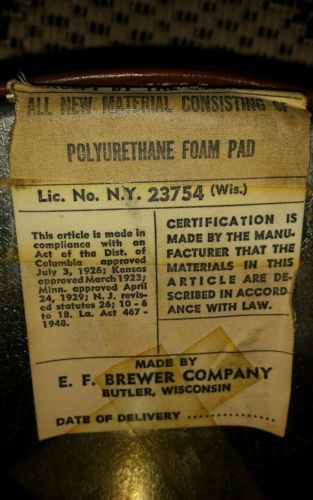 ALL NEW MATERIAL CONSISTING OF
POLYURETHANE FOAM PAD
Lic. No. N.Y. 23754 (Wis.)
This article is made in
compliance with an
Act of the Dist. of
Columbia approved
July 3, 1926; Kansas
approved March 1923;
Minn. approved April
24, 1929; N. J. revis-
ed statutes 26; 10 - 6
to 18. La. Act 467 -
1948.
CERTIFICATION IS
MADE BY THE MANU-
FACTURER THAT THE
MATERIALS IN THIS
ARTICLE ARE DE-
SCRIBED IN ACCORD-
ANCE WITH LAW.
MADE BY
E. F. BREWER COMPANY
BUTLER, WISCONSIN
DATE OF DELIVERY